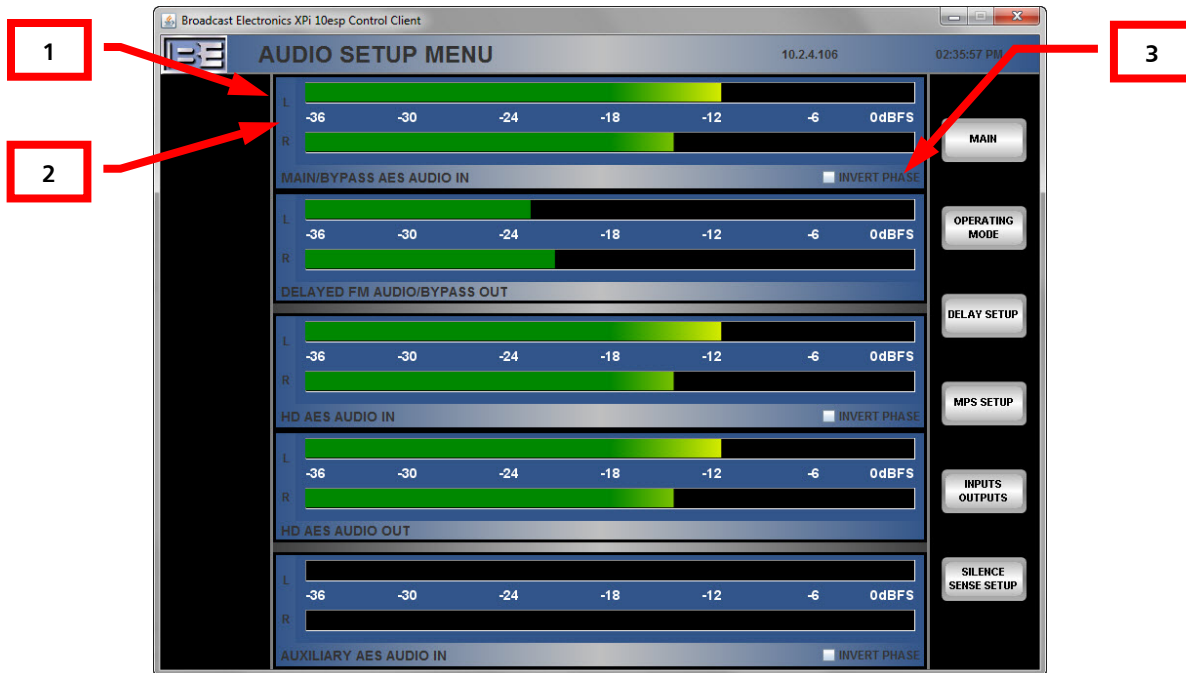 Broadcast Electronics XPi 10esp Control Client
1
2
3
BE
AUDIO SETUP MENU
10.2.4.106
02:35:57 PM
L
-36 -30 -24 -18 -12 -6 0dBFS
R
MAIN/BYPASS AES AUDIO IN
INVERT PHASE
L
-36 -30 -24 -18 -12 -6 0dBFS
R
DELAYED FM AUDIO/BYPASS OUT
L
-36 -30 -24 -18 -12 -6 0dBFS
R
HD AES AUDIO IN
INVERT PHASE
L
-36 -30 -24 -18 -12 -6 0dBFS
R
HD AES AUDIO OUT
L
-36 -30 -24 -18 -12 -6 0dBFS
R
AUXILIARY AES AUDIO IN
INVERT PHASE
MAIN
OPERATING
MODE
DELAY SETUP
MPS SETUP
INPUTS
OUTPUTS
SILENCE
SENSE SETUP